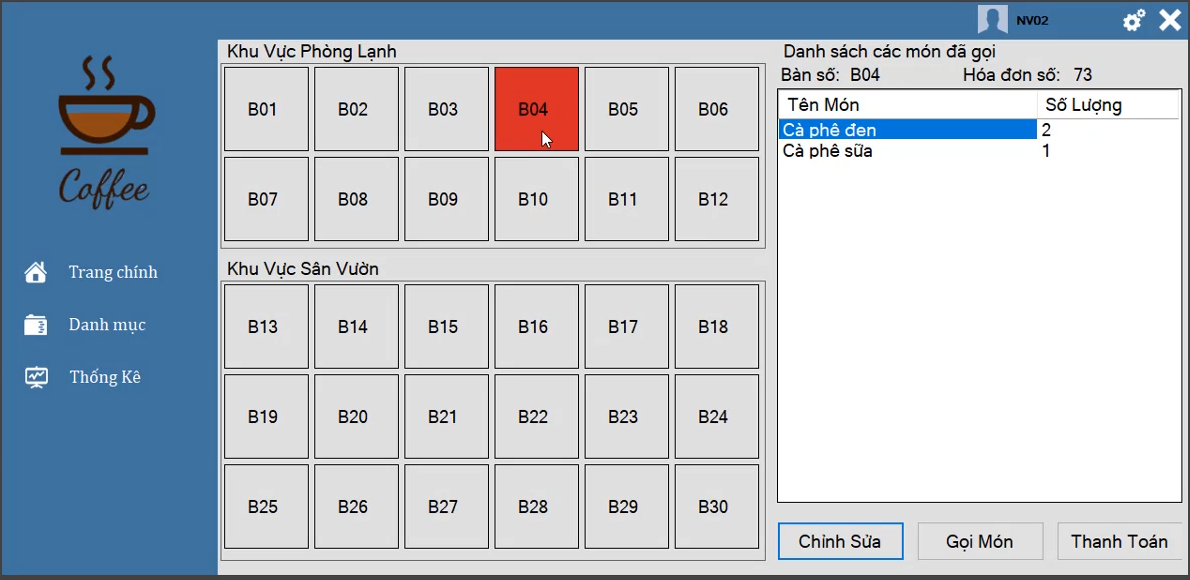 NV02
Coffee
Trang chính
Danh mục
Thống Kê
Khu Vực Phòng Lạnh
B01 B02 B03 B04 B05 B06
B07 B08 B09 B10 B11 B12
Khu Vực Sân Vườn
B13 B14 B15 B16 B17 B18
B19 B20 B21 B22 B23 B24
B25 B26 B27 B28 B29 B30
Danh sách các món đã gọi
Bàn số: B04 Hóa đơn số: 73
Tên Món Số Lượng
Cà phê đen 2
Cà phê sữa 1
Chỉnh Sửa Gọi Món Thanh Toán